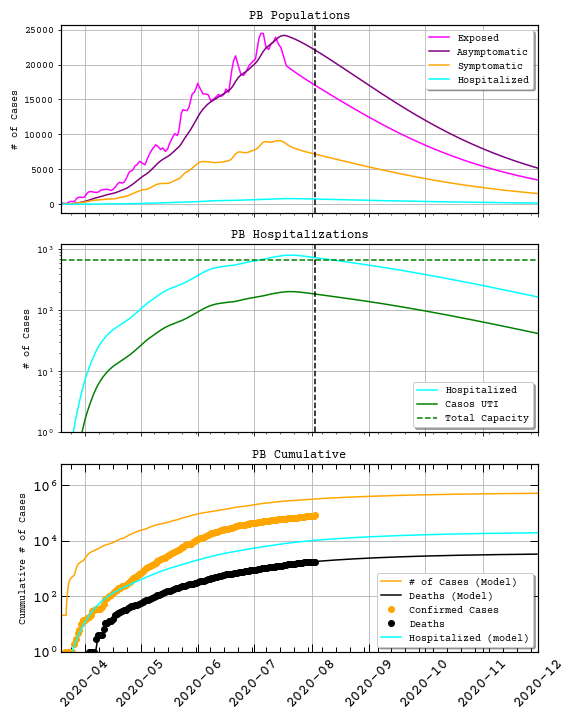 PB Populations
# of Cases
25000
20000
15000
10000
5000
0
Exposed
Asymptomatic
Symptomatic
Hospitalized
PB Hospitalizations
# of Cases
10³
10²
10¹
10⁰
Hospitalized
Casos UTI
Total Capacity
PB Cumulative
Cummulative # of Cases
10⁶
10⁴
10²
10⁰
# of Cases (Model)
Deaths (Model)
Confirmed Cases
Deaths
Hospitalized (model)
2020-04
2020-05
2020-06
2020-07
2020-08
2020-09
2020-10
2020-11
2020-12